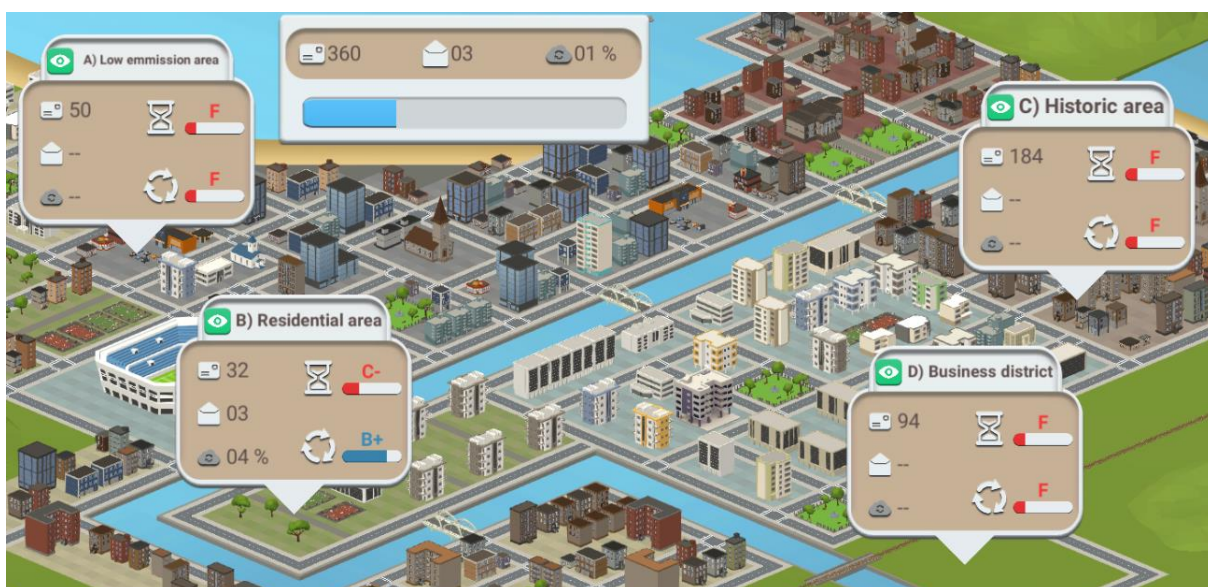 360 03 01 %
A) Low emmission area
50 F
--
F
--
C) Historic area
184 F
--
F
--
B) Residential area
32 C-
03
B+
04 %
D) Business district
94 F
--
F
--